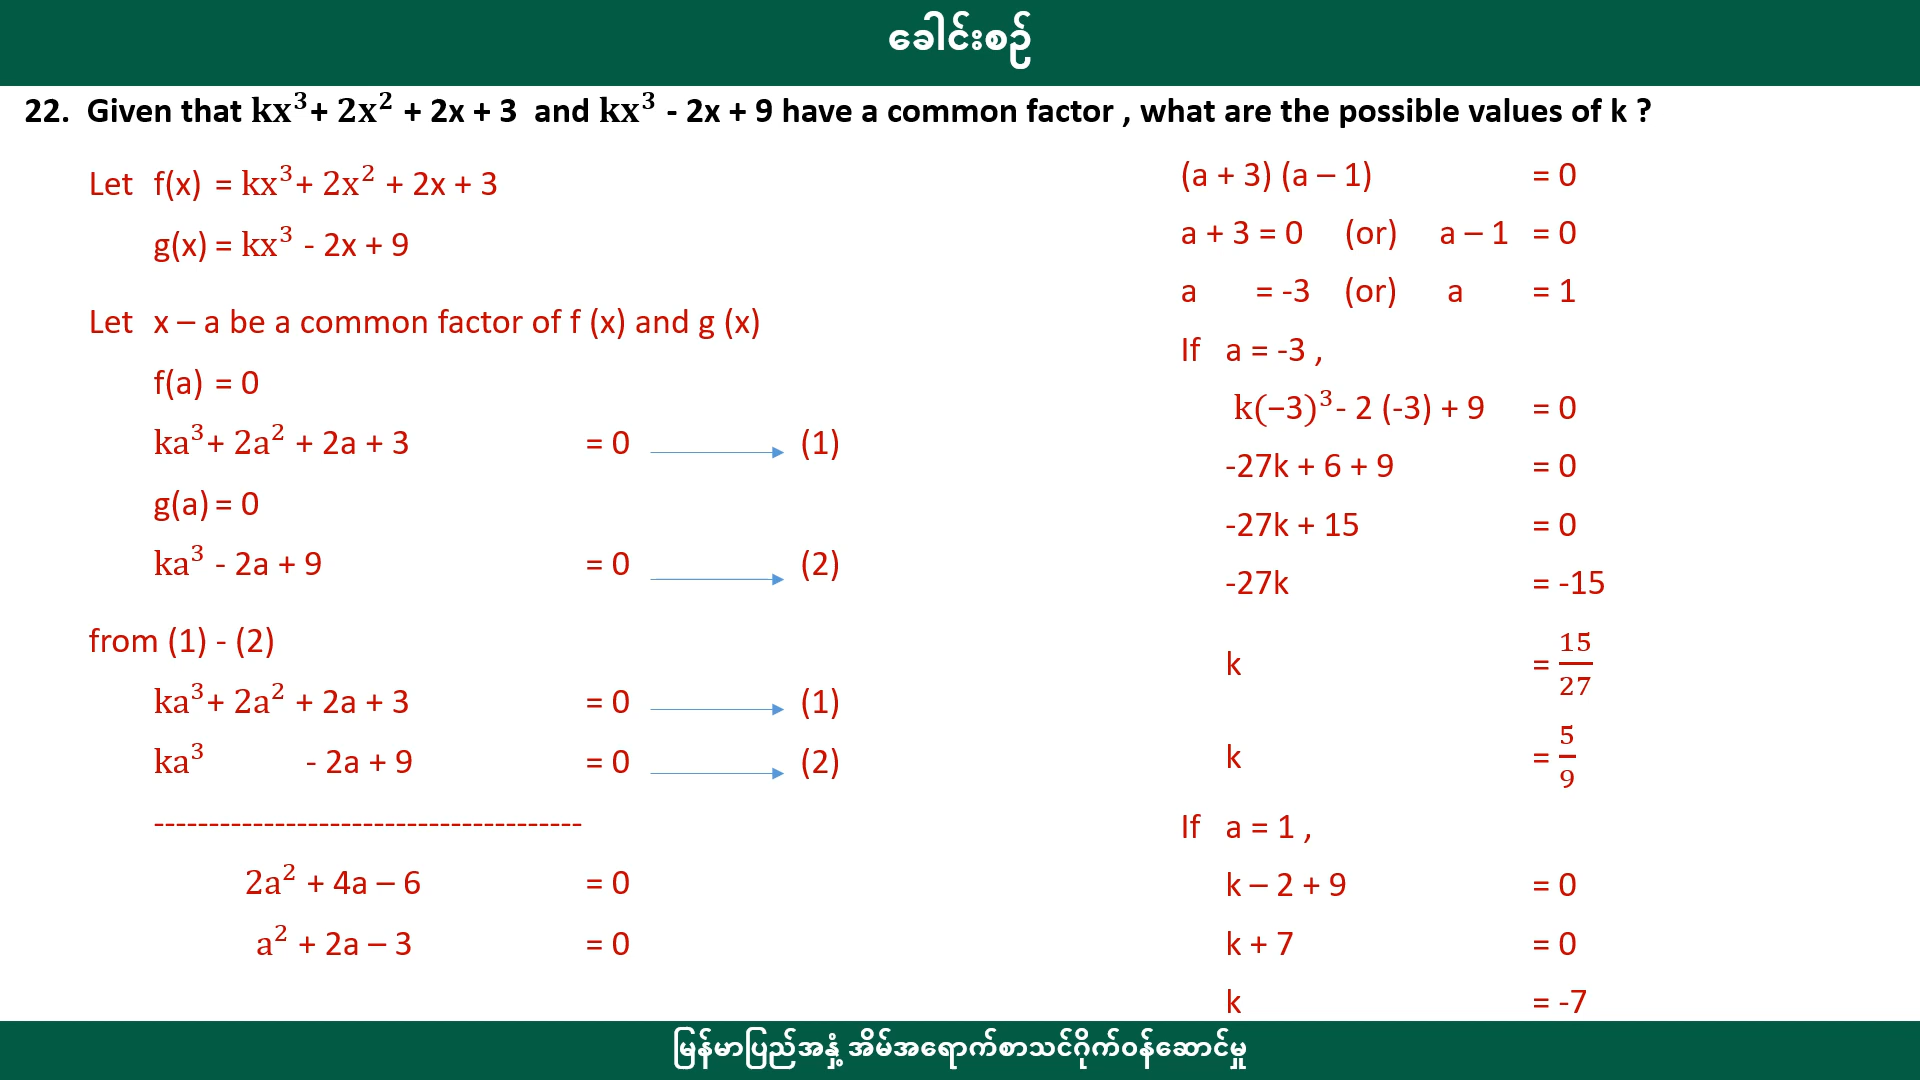 ခေါင်းစဉ်
22. Given that kx³+ 2x² + 2x + 3 and kx³ - 2x + 9 have a common factor , what are the possible values of k ?
Let f(x) = kx³+ 2x² + 2x + 3
g(x) = kx³ - 2x + 9
Let x – a be a common factor of f (x) and g (x)
f(a) = 0
ka³+ 2a² + 2a + 3 = 0 (1)
g(a) = 0
ka³ - 2a + 9 = 0 (2)
from (1) - (2)
ka³+ 2a² + 2a + 3 = 0 (1)
ka³ - 2a + 9 = 0 (2)
---------------------------------------
2a² + 4a – 6 = 0
a² + 2a – 3 = 0
(a + 3) (a – 1) = 0
a + 3 = 0 (or) a – 1 = 0
a = -3 (or) a = 1
If a = -3 ,
k(−3)³- 2 (-3) + 9 = 0
-27k + 6 + 9 = 0
-27k + 15 = 0
-27k = -15
k = 15/27
k = 5/9
If a = 1 ,
k – 2 + 9 = 0
k + 7 = 0
k = -7
မြန်မာပြည်အနှံ့ အိမ်အရောက်စာသင်ဂိုက်ဝန်ဆောင်မှု